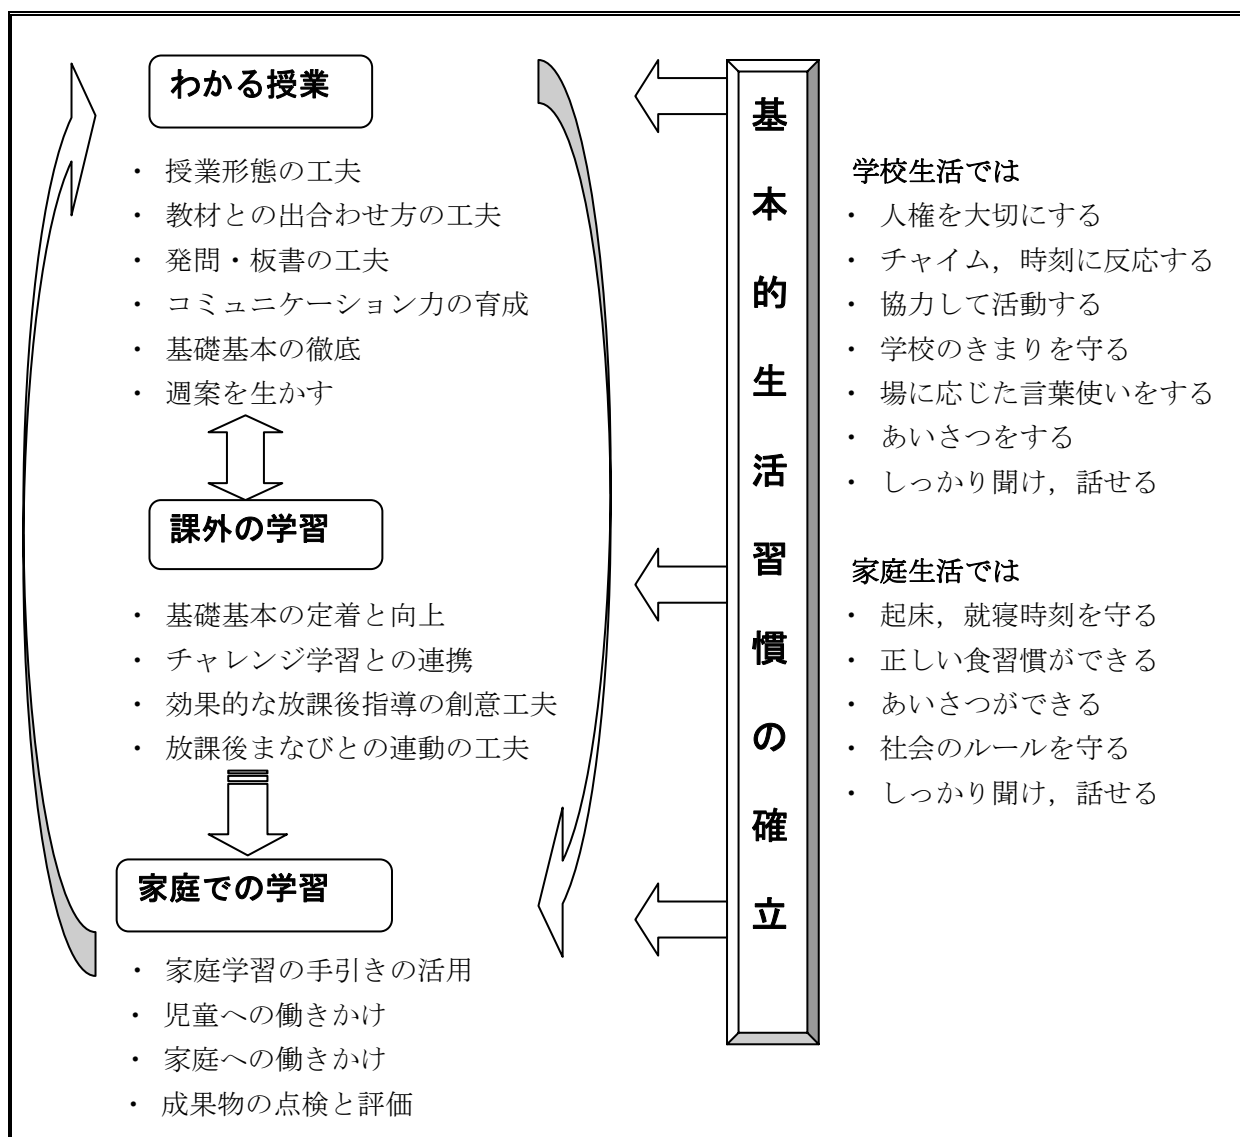 わかる授業
・ 授業形態の工夫
・ 教材との出合わせ方の工夫
・ 発問・板書の工夫
・ コミュニケーション力の育成
・ 基礎基本の徹底
・ 週案を生かす
課外の学習
・ 基礎基本の定着と向上
・ チャレンジ学習との連携
・ 効果的な放課後指導の創意工夫
・ 放課後まなびとの連動の工夫
家庭での学習
・ 家庭学習の手引きの活用
・ 児童への働きかけ
・ 家庭への働きかけ
・ 成果物の点検と評価
基本的生活習慣の確立
学校生活では
・ 人権を大切にする
・ チャイム，時刻に反応する
・ 協力して活動する
・ 学校のきまりを守る
・ 場に応じた言葉使いをする
・ あいさつをする
・ しっかり聞け，話せる
家庭生活では
・ 起床，就寝時刻を守る
・ 正しい食習慣ができる
・ あいさつができる
・ 社会のルールを守る
・ しっかり聞け，話せる